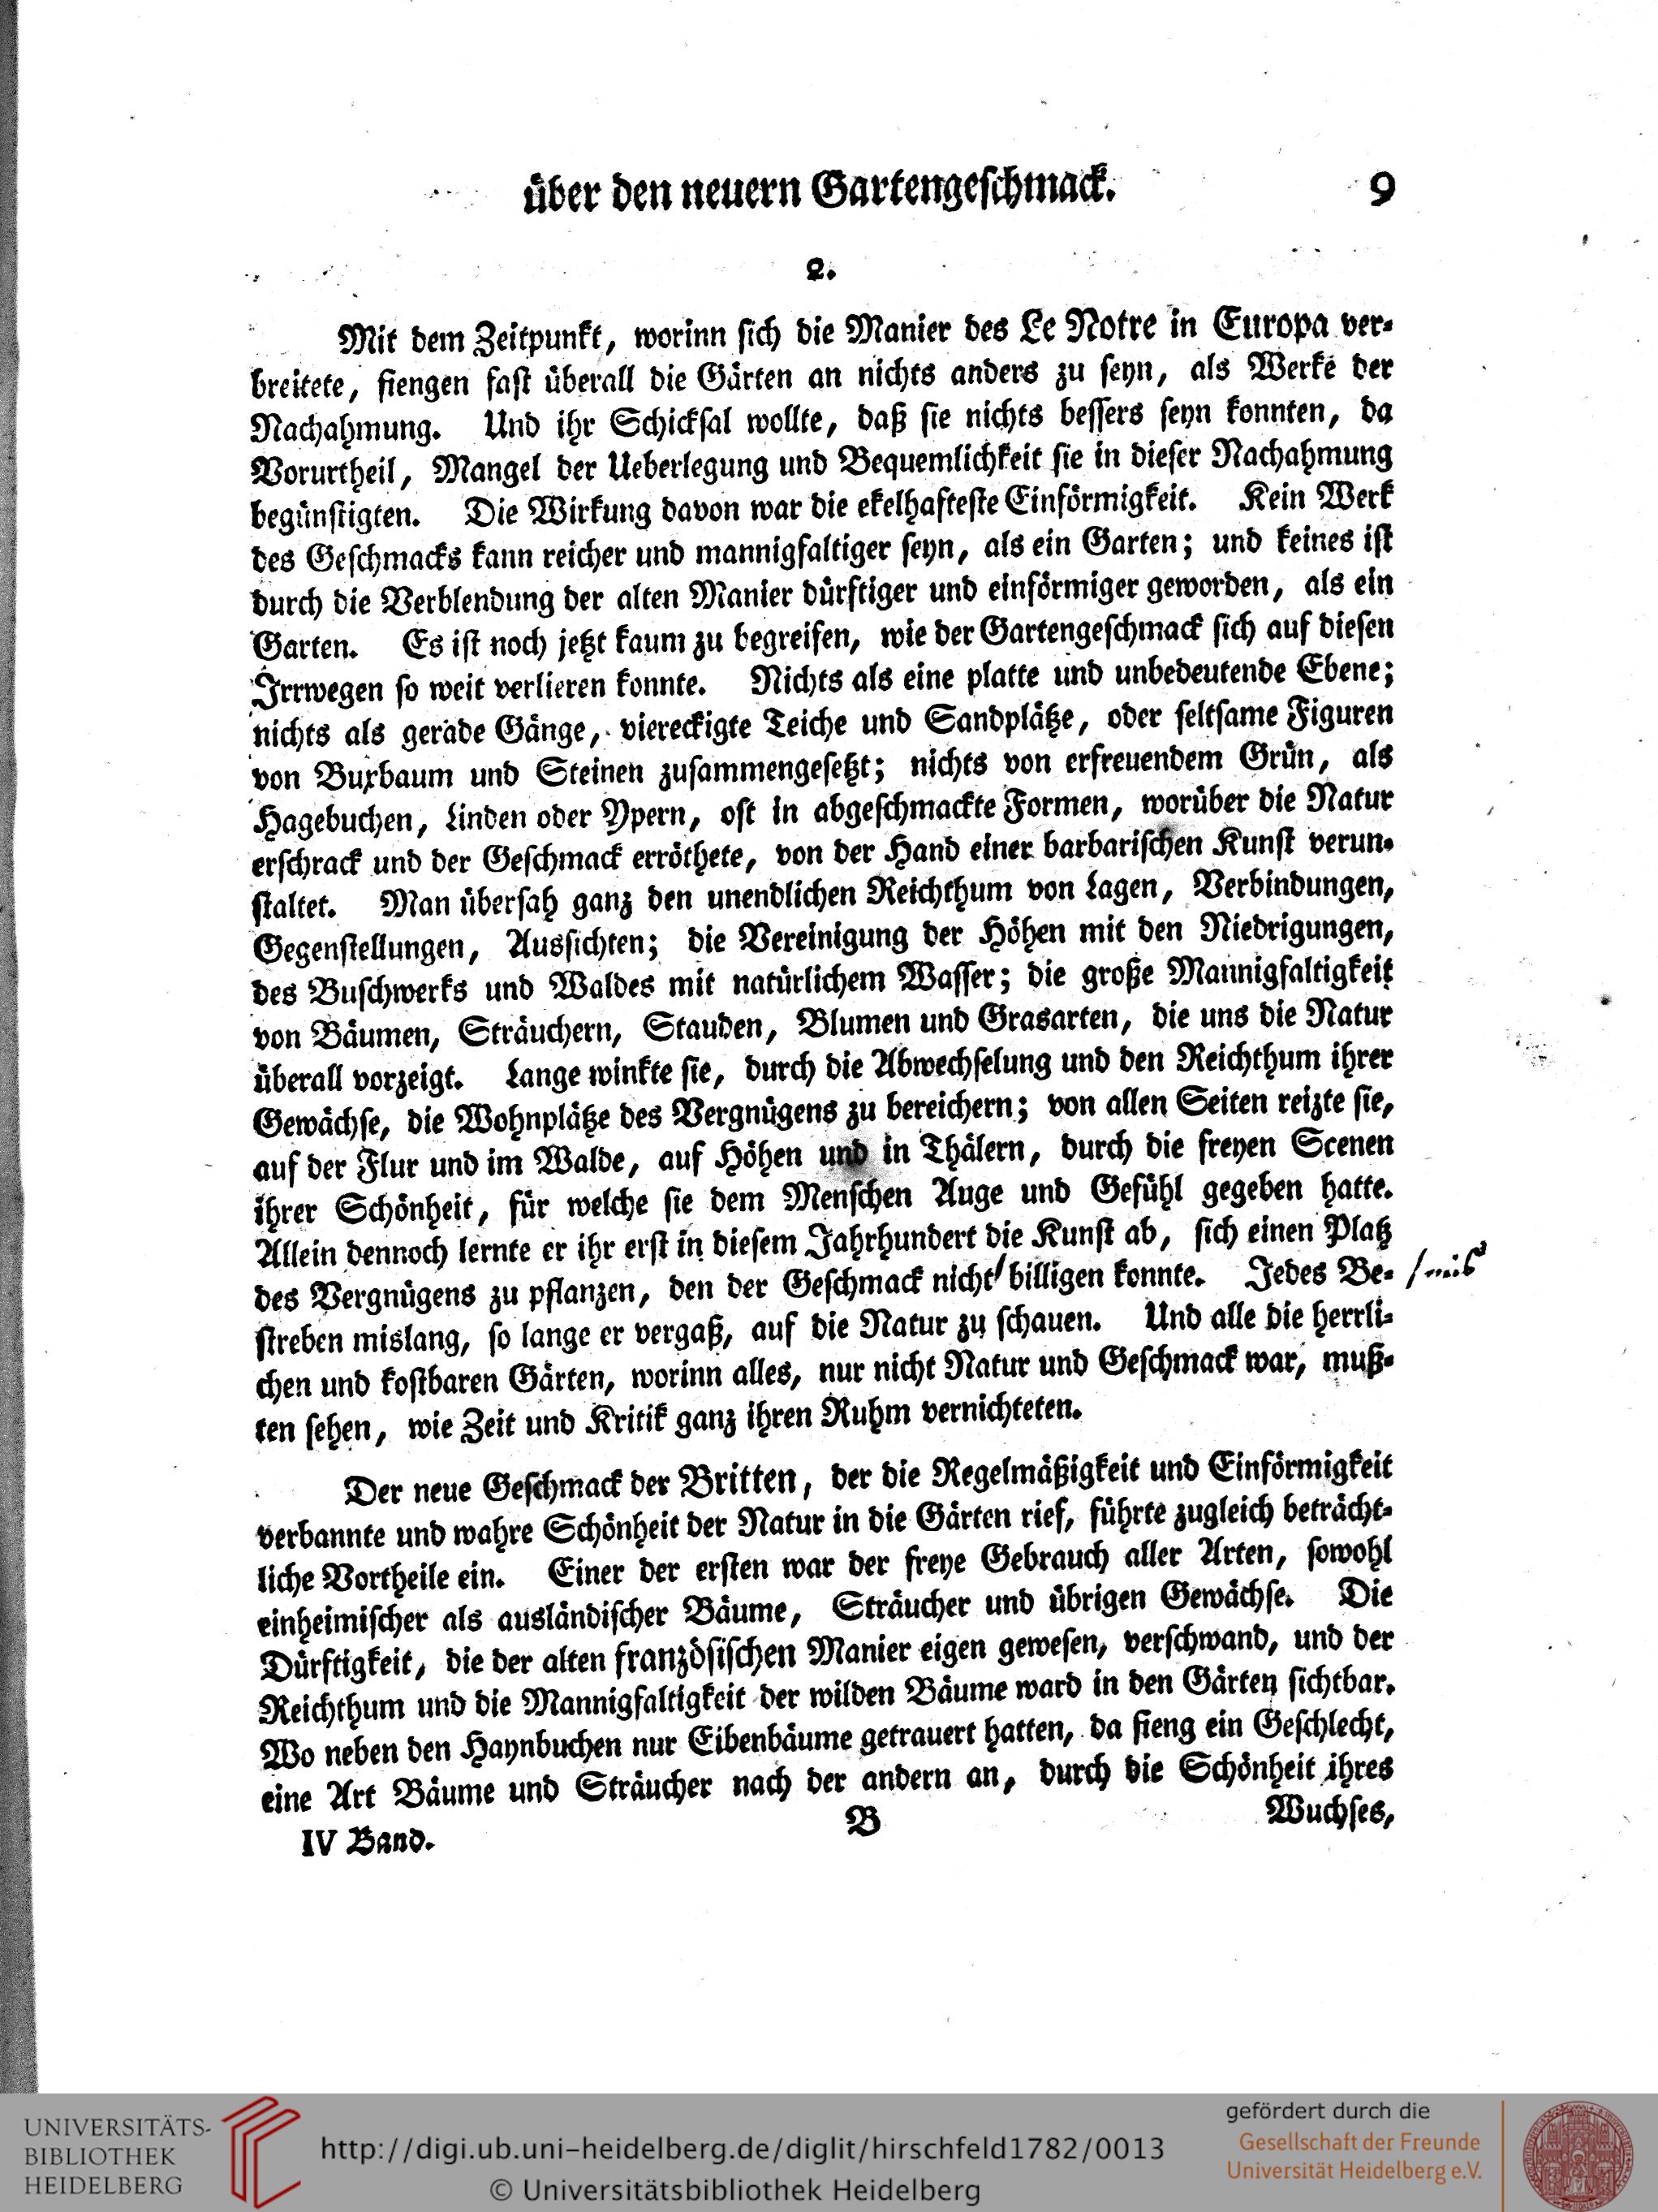 über den neuern Gartengeschmack. 9
2.
Mit dem Zeitpunkt, worinn sich die Manier des Le Notre in Europa ver-
breitete, fiengen fast überall die Gärten an nichts anders zu seyn, als Werke der
Nachahmung. Und ihr Schicksal wollte, daß sie nichts bessers seyn konnten, da
Vorurtheil, Mangel der Ueberlegung und Bequemlichkeit sie in dieser Nachahmung
begünstigten. Die Wirkung davon war die ekelhafteste Einförmigkeit. Kein Werk
des Geschmacks kann reicher und mannigfaltiger seyn, als ein Garten; und keines ist
durch die Verblendung der alten Manier dürftiger und einförmiger geworden, als ein
Garten. Es ist noch jetzt kaum zu begreifen, wie der Gartengeschmack sich auf diesen
Irrwegen so weit verlieren konnte. Nichts als eine platte und unbedeutende Ebene;
nichts als gerade Gänge, viereckigte Teiche und Sandplätze, oder seltsame Figuren
von Buxbaum und Steinen zusammengesetzt; nichts von erfreuendem Grün, als
Hagebuchen, Linden oder Ypern, oft in abgeschmackte Formen, worüber die Natur
erschrack und der Geschmack erröthete, von der Hand einer barbarischen Kunst verun-
staltet. Man übersah ganz den unendlichen Reichthum von Lagen, Verbindungen,
Gegenstellungen, Aussichten; die Vereinigung der Höhen mit den Niedrigungen,
des Buschwerks und Waldes mit natürlichem Wasser; die große Mannigfaltigkeit
von Bäumen, Sträuchern, Stauden, Blumen und Grasarten, die uns die Natur
überall vorzeigt. Lange winkte sie, durch die Abwechselung und den Reichthum ihrer
Gewächse, die Wohnplätze des Vergnügens zu bereichern; von allen Seiten reizte sie,
auf der Flur und im Walde, auf Höhen und in Thälern, durch die freyen Scenen
ihrer Schönheit, für welche sie dem Menschen Auge und Gefühl gegeben hatte.
Allein dennoch lernte er ihr erst in diesem Jahrhundert die Kunst ab, sich einen Platz
des Vergnügens zu pflanzen, den der Geschmack nicht billigen konnte. Jedes Be- /mis
streben mislang, so lange er vergaß, auf die Natur zu schauen. Und alle die herrli-
chen und kostbaren Gärten, worinn alles, nur nicht Natur und Geschmack war, muß-
ten sehen, wie Zeit und Kritik ganz ihren Ruhm vernichteten.
Der neue Geschmack der Britten, der die Regelmäßigkeit und Einförmigkeit
verbannte und wahre Schönheit der Natur in die Gärten rief, führte zugleich beträcht-
liche Vortheile ein. Einer der ersten war der freye Gebrauch aller Arten, sowohl
einheimischer als ausländischer Bäume, Sträucher und übrigen Gewächse. Die
Dürftigkeit, die der alten französischen Manier eigen gewesen, verschwand, und der
Reichthum und die Mannigfaltigkeit der wilden Bäume ward in den Gärten sichtbar.
Wo neben den Haynbuchen nur Eibenbäume getrauert hatten, da fieng ein Geschlecht,
eine Art Bäume und Sträucher nach der andern an, durch die Schönheit ihres
IV Band. B Wuchses,
UNIVERSITÄTS-
BIBLIOTHEK
HEIDELBERG
http://digi.ub.uni-heidelberg.de/diglit/hirschfeld1782/0013
© Universitätsbibliothek Heidelberg
gefördert durch die
Gesellschaft der Freunde
Universität Heidelberg e.V.